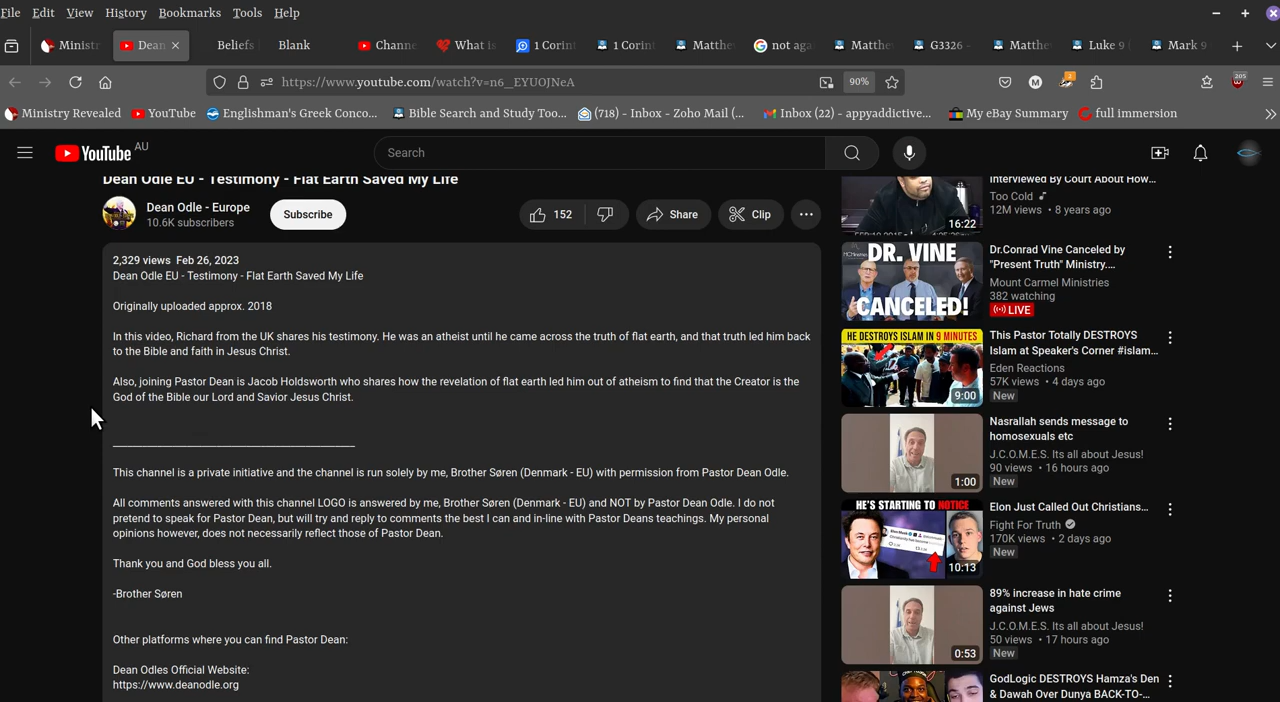 File Edit View History Bookmarks Tools Help
Ministr Dean Beliefs Blank Channe What is 1 Corint 1 Corint Matthe not aga Matthe G3326 - Matthe Luke 9 ( Mark 9
https://www.youtube.com/watch?v=n6__EYUOJNeA 90% 2 205
Ministry Revealed YouTube Englishman's Greek Conco... Bible Search and Study Too... (718) - Inbox - Zoho Mail (... Inbox (22) - appyaddictive... My eBay Summary full immersion
YouTube AU Search
Dean Odle EU - Testimony - Flat Earth Saved My Life
Dean Odle - Europe
10.6K subscribers
Subscribe 152 Share Clip
2,329 views Feb 26, 2023
Dean Odle EU - Testimony - Flat Earth Saved My Life
Originally uploaded approx. 2018
In this video, Richard from the UK shares his testimony. He was an atheist until he came across the truth of flat earth, and that truth led him back
to the Bible and faith in Jesus Christ.
Also, joining Pastor Dean is Jacob Holdsworth who shares how the revelation of flat earth led him out of atheism to find that the Creator is the
God of the Bible our Lord and Savior Jesus Christ.
This channel is a private initiative and the channel is run solely by me, Brother Søren (Denmark - EU) with permission from Pastor Dean Odle.
All comments answered with this channel LOGO is answered by me, Brother Søren (Denmark - EU) and NOT by Pastor Dean Odle. I do not
pretend to speak for Pastor Dean, but will try and reply to comments the best I can and in-line with Pastor Deans teachings. My personal
opinions however, does not necessarily reflect those of Pastor Dean.
Thank you and God bless you all.
-Brother Søren
Other platforms where you can find Pastor Dean:
Dean Odles Official Website:
https://www.deanodle.org
16:22
Interviewed By Court About How...
Too Cold
12M views • 8 years ago
DR. VINE
CANCELED!
Dr.Conrad Vine Canceled by
"Present Truth" Ministry....
Mount Carmel Ministries
382 watching
LIVE
HE DESTROYS ISLAM IN 9 MINUTES
9:00
This Pastor Totally DESTROYS
Islam at Speaker's Corner #islam...
Eden Reactions
57K views • 4 days ago
New
1:00
Nasrallah sends message to
homosexuals etc
J.C.O.M.E.S. Its all about Jesus!
90 views • 16 hours ago
New
HE'S STARTING TO NOTICE
10:13
Elon Just Called Out Christians...
Fight For Truth
170K views • 2 days ago
New
0:53
89% increase in hate crime
against Jews
J.C.O.M.E.S. Its all about Jesus!
50 views • 17 hours ago
New
GodLogic DESTROYS Hamza's Den
& Dawah Over Dunya BACK-TO-...